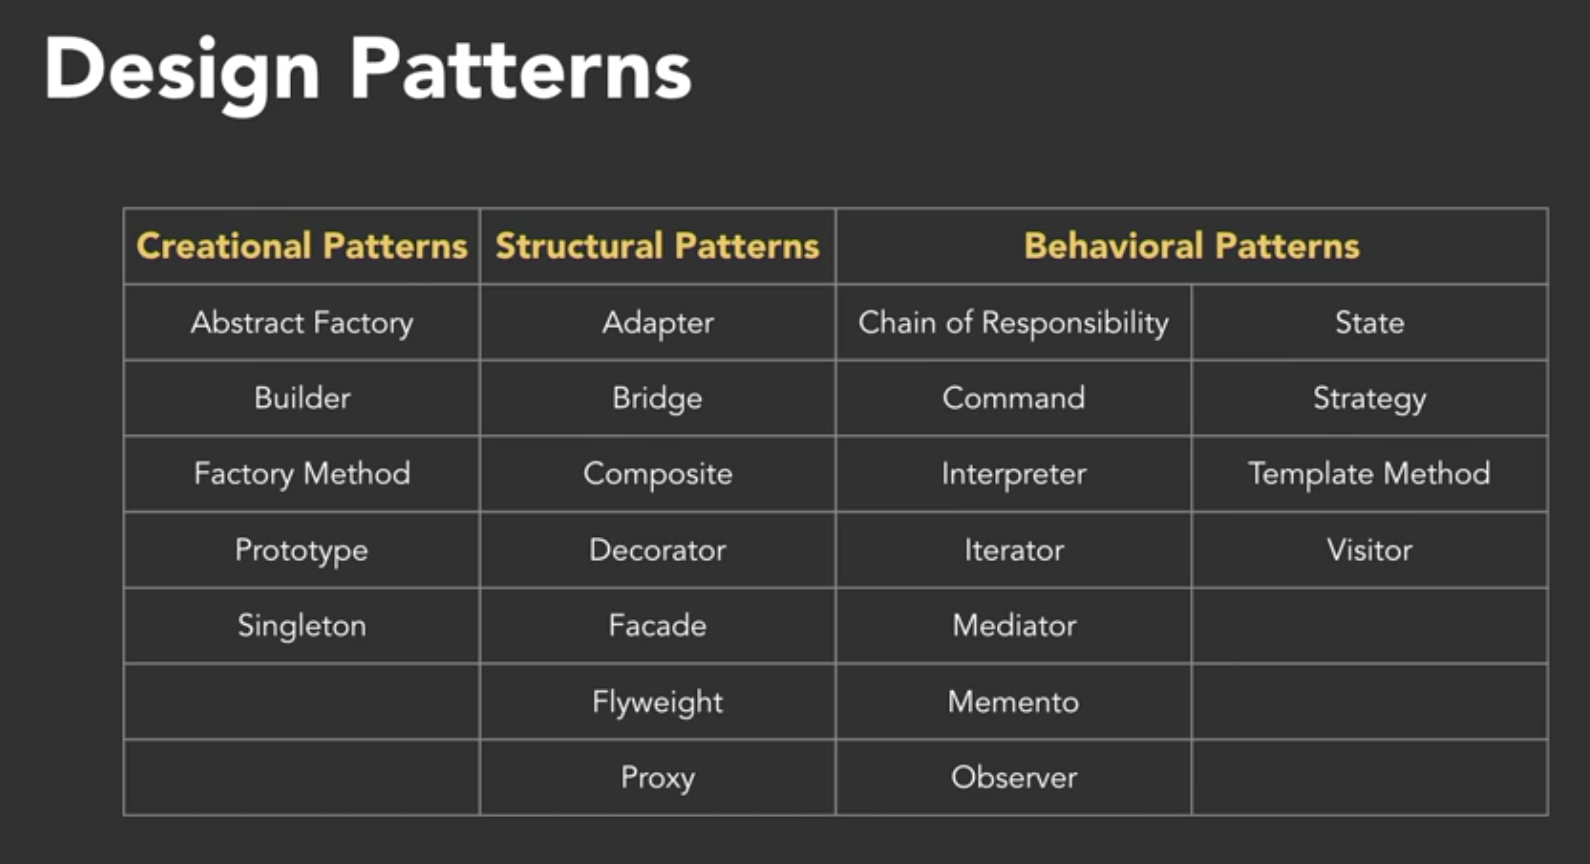 Design Patterns
Creational Patterns Structural Patterns Behavioral Patterns
Abstract Factory Adapter Chain of Responsibility State
Builder Bridge Command Strategy
Factory Method Composite Interpreter Template Method
Prototype Decorator Iterator Visitor
Singleton Facade Mediator
Flyweight Memento
Proxy Observer